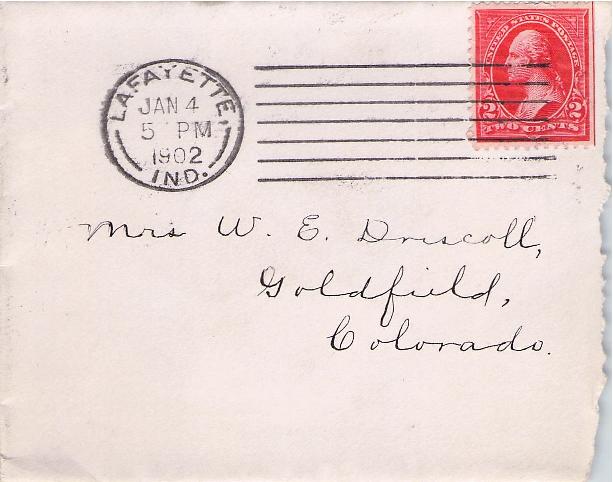 UNITED STATES POSTAGE
2 2
TWO CENTS
LAFAYETTE,
JAN 4
5 PM
1902
IND.
Mrs W. E. Driscoll,
Goldfield,
Colorado.